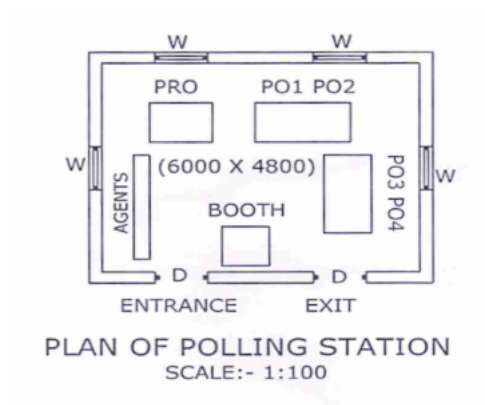 W W
PRO PO1 PO2
W (6000 X 4800) W
AGENTS
PO3 PO4
BOOTH
D D
ENTRANCE EXIT
PLAN OF POLLING STATION
SCALE:- 1:100